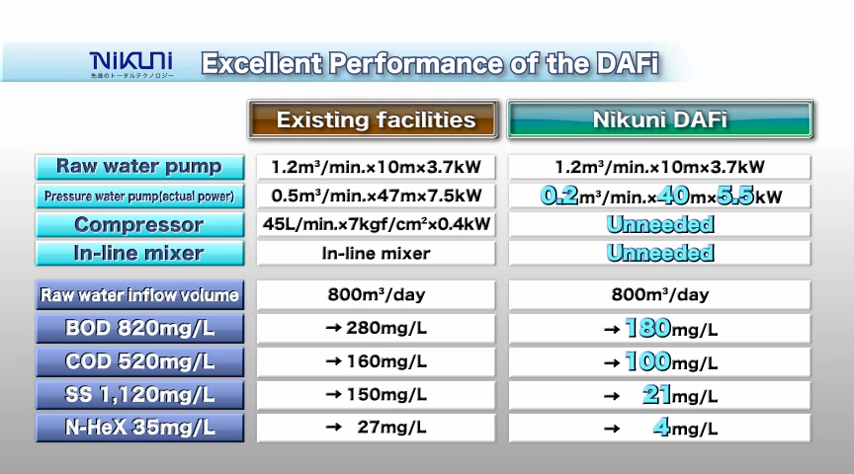 NiKUNi Excellent Performance of the DAFi
先進のトータルテクノロジー
Existing facilities Nikuni DAFi
Raw water pump 1.2m³/min.×10m×3.7kW 1.2m³/min.×10m×3.7kW
Pressure water pump(actual power) 0.5m³/min.×47m×7.5kW 0.2m³/min.×40m×5.5kW
Compressor 45L/min.×7kgf/cm²×0.4kW Unneeded
In-line mixer In-line mixer Unneeded
Raw water inflow volume 800m³/day 800m³/day
BOD 820mg/L →280mg/L →180mg/L
COD 520mg/L →160mg/L →100mg/L
SS 1,120mg/L →150mg/L → 21mg/L
N-HeX 35mg/L → 27mg/L → 4mg/L